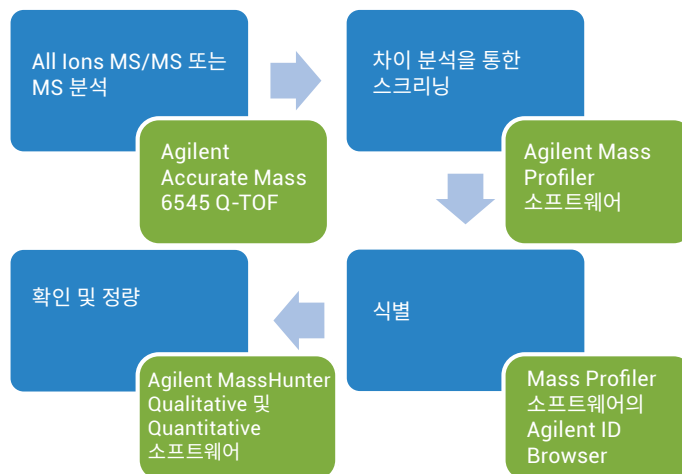 All Ions MS/MS 또는
MS 분석
Agilent
Accurate Mass
6545 Q-TOF
차이 분석을 통한
스크리닝
Agilent Mass
Profiler
소프트웨어
식별
Mass Profiler
소프트웨어의
Agilent ID
Browser
확인 및 정량
Agilent MassHunter
Qualitative 및
Quantitative
소프트웨어